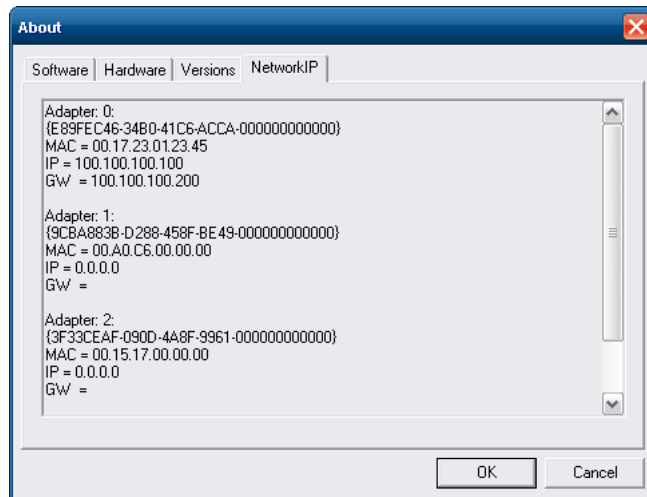 About
Software Hardware Versions NetworkIP
Adapter: 0:
{E89FEC46-34B0-41C6-ACCA-000000000000}
MAC = 00.17.23.01.23.45
IP = 100.100.100.100
GW = 100.100.100.200
Adapter: 1:
{9CBA883B-D288-458F-BE49-000000000000}
MAC = 00.A0.C6.00.00.00
IP = 0.0.0.0
GW =
Adapter: 2:
{3F33CEAF-090D-4A8F-9961-000000000000}
MAC = 00.15.17.00.00.00
IP = 0.0.0.0
GW =
OK Cancel